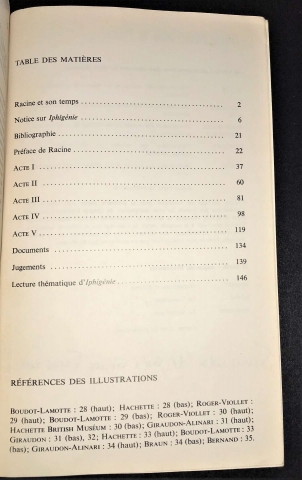 TABLE DES MATIÈRES
Racine et son temps ........ 2
Notice sur Iphigénie ........ 6
Bibliographie ........ 21
Préface de Racine ........ 22
ACTE I ........ 37
ACTE II ........ 60
ACTE III ........ 81
ACTE IV ........ 98
ACTE V ........ 119
Documents ........ 134
Jugements ........ 139
Lecture thématique d'Iphigénie ........ 146
RÉFÉRENCES DES ILLUSTRATIONS
BOUDOT-LAMOTTE : 28 (haut); HACHETTE : 28 (bas); ROGER-VIOLLET :
29 (haut); BOUDOT-LAMOTTE : 29 (bas); ROGER-VIOLLET : 30 (haut);
HACHETTE BRITISH MUSÉUM : 30 (bas); GIRAUDON-ALINARI : 31 (haut);
GIRAUDON : 31 (bas), 32; HACHETTE : 33 (haut); BOUDOT-LAMOTTE : 33
(bas); GIRAUDON-ALINARI : 34 (haut); BRAUN : 34 (bas); BERNAND : 35.